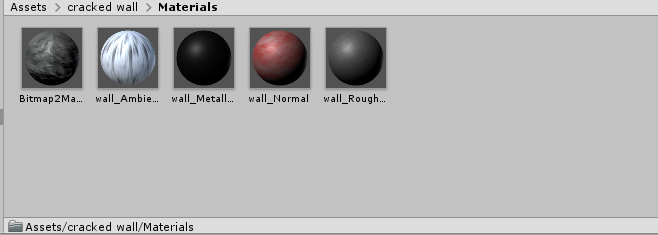 Assets > cracked wall > Materials
Bitmap2Ma... wall_Ambie... wall_Metall... wall_Normal wall_Rough...
Assets/cracked wall/Materials